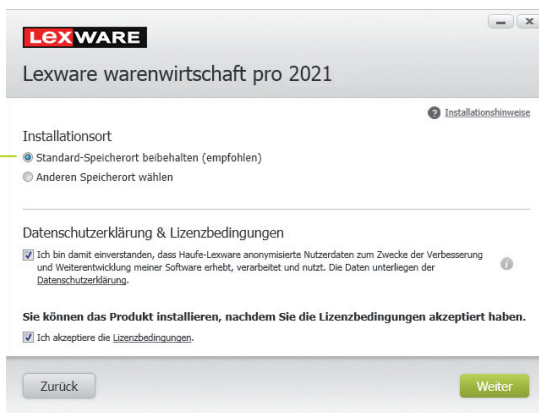 LEXWARE
Lexware warenwirtschaft pro 2021
Installationshinweise
Installationsort
Standard-Speicherort beibehalten (empfohlen)
Anderen Speicherort wählen
Datenschutzerklärung & Lizenzbedingungen
Ich bin damit einverstanden, dass Haufe-Lexware anonymisierte Nutzerdaten zum Zwecke der Verbesserung
und Weiterentwicklung meiner Software erhebt, verarbeitet und nutzt. Die Daten unterliegen der
Datenschutzerklärung.
Sie können das Produkt installieren, nachdem Sie die Lizenzbedingungen akzeptiert haben.
Ich akzeptiere die Lizenzbedingungen.
Zurück
Weiter